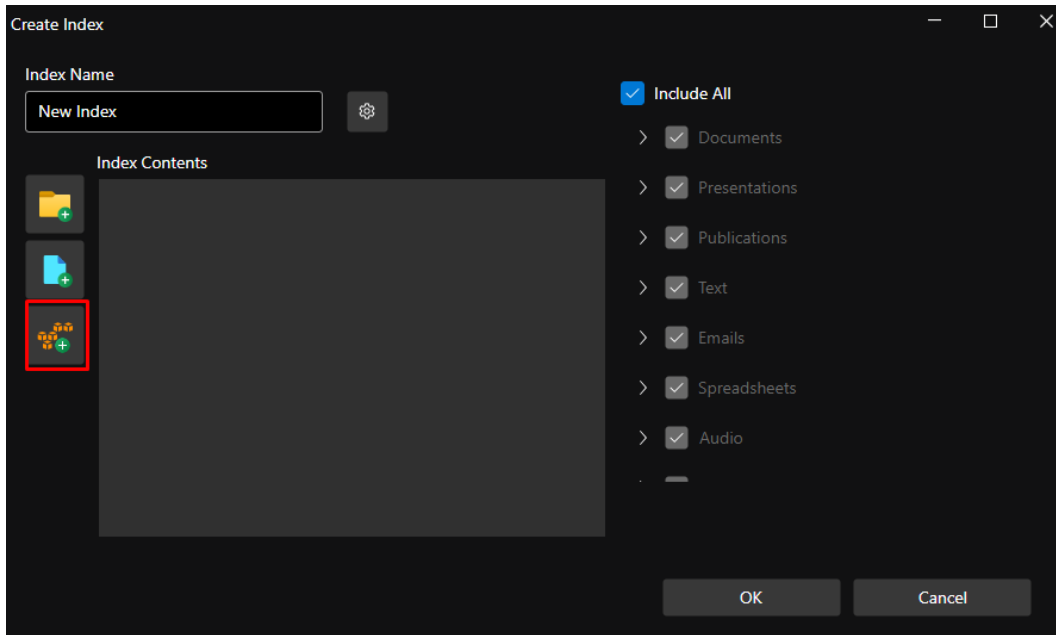 Create Index
Index Name
New Index
Index Contents
Include All
Documents
Presentations
Publications
Text
Emails
Spreadsheets
Audio
OK
Cancel